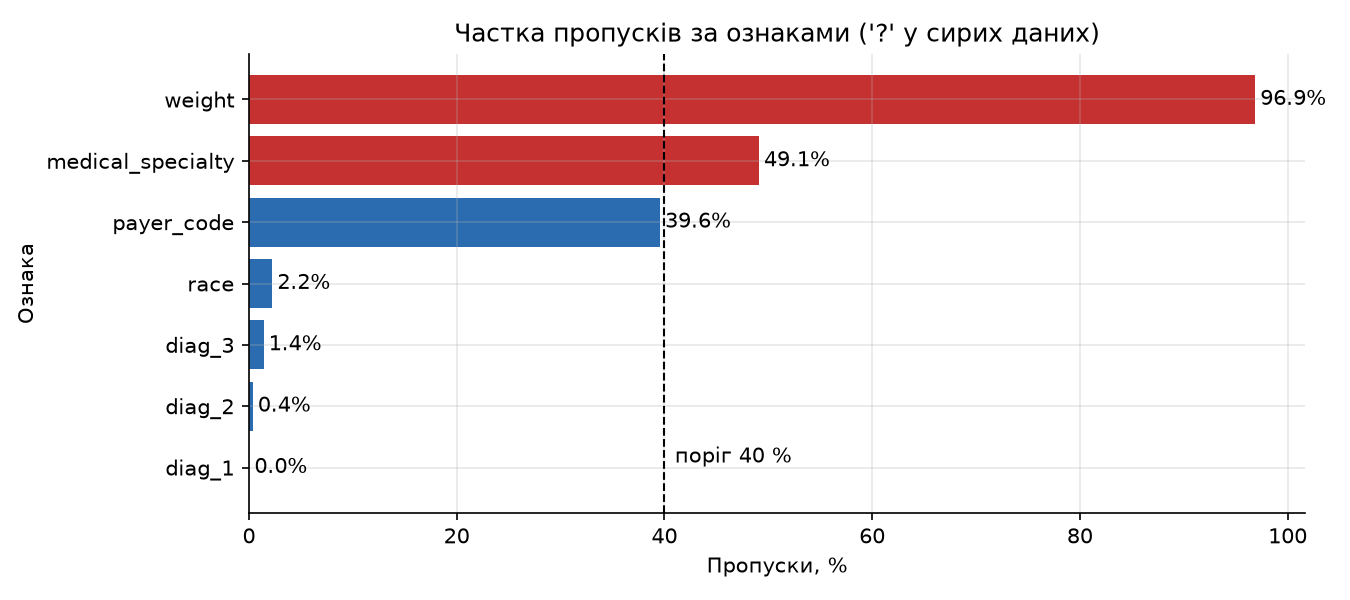 Частка пропусків за ознаками ('?' у сирих даних)
weight
96.9%
medical_specialty
49.1%
payer_code
39.6%
race
2.2%
diag_3
1.4%
diag_2
0.4%
diag_1
0.0%
поріг 40 %
Ознака
0 20 40 60 80 100
Пропуски, %